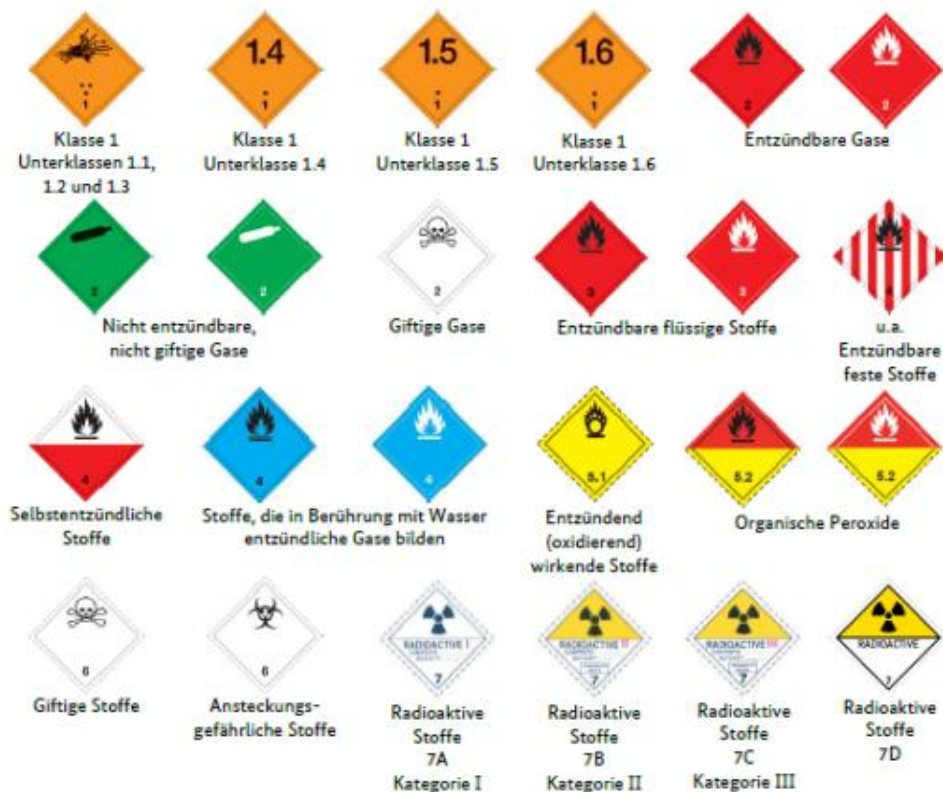 1
1.4
1
1.5
1
1.6
1
2
2
Klasse 1
Unterklassen 1.1,
1.2 und 1.3
Klasse 1
Unterklasse 1.4
Klasse 1
Unterklasse 1.5
Klasse 1
Unterklasse 1.6
Entzündbare Gase
2
2
2
3
3
4
Nicht entzündbare,
nicht giftige Gase
Giftige Gase
Entzündbare flüssige Stoffe
u.a.
Entzündbare
feste Stoffe
4
4
4
5.1
5.2
5.2
Selbstentzündliche
Stoffe
Stoffe, die in Berührung mit Wasser
entzündliche Gase bilden
Entzündend
(oxidierend)
wirkende Stoffe
Organische Peroxide
6
6
RADIOACTIVE I
7
RADIOACTIVE II
7
RADIOACTIVE III
7
RADIOACTIVE
7
Giftige Stoffe
Ansteckungs-
gefährliche Stoffe
Radioaktive
Stoffe
7A
Kategorie I
Radioaktive
Stoffe
7B
Kategorie II
Radioaktive
Stoffe
7C
Kategorie III
Radioaktive
Stoffe
7D